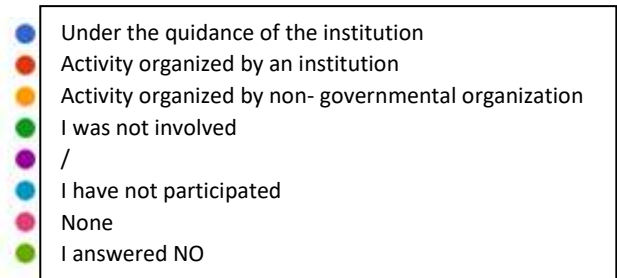 Under the quidance of the institution
Activity organized by an institution
Activity organized by non- governmental organization
I was not involved
/
I have not participated
None
I answered NO